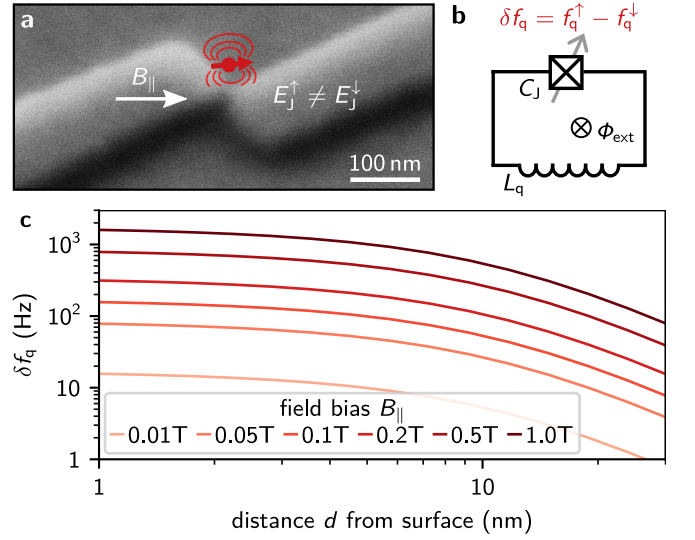 a
B∥
E_J^↑ ≠ E_J^↓
100 nm
b
δf_q = f_q^↑ − f_q^↓
C_J
Φ_ext
L_q
c
δf_q (Hz)
10^3
10^2
10
1
field bias B∥
0.01T 0.05T 0.1T 0.2T 0.5T 1.0T
1 10
distance d from surface (nm)